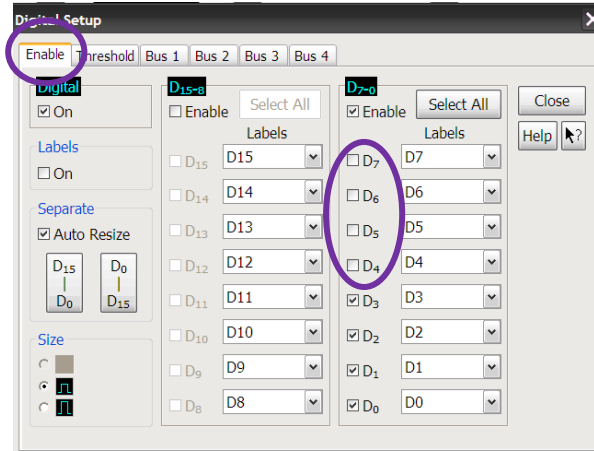 Digital Setup
Enable Threshold Bus 1 Bus 2 Bus 3 Bus 4
Digital
On
Labels
On
Separate
Auto Resize
D15 D0
D0 D15
Size
D15-8
Enable Select All
Labels
D15 D15
D14 D14
D13 D13
D12 D12
D11 D11
D10 D10
D9 D9
D8 D8
D7-0
Enable Select All
Labels
D7 D7
D6 D6
D5 D5
D4 D4
D3 D3
D2 D2
D1 D1
D0 D0
Close
Help ?